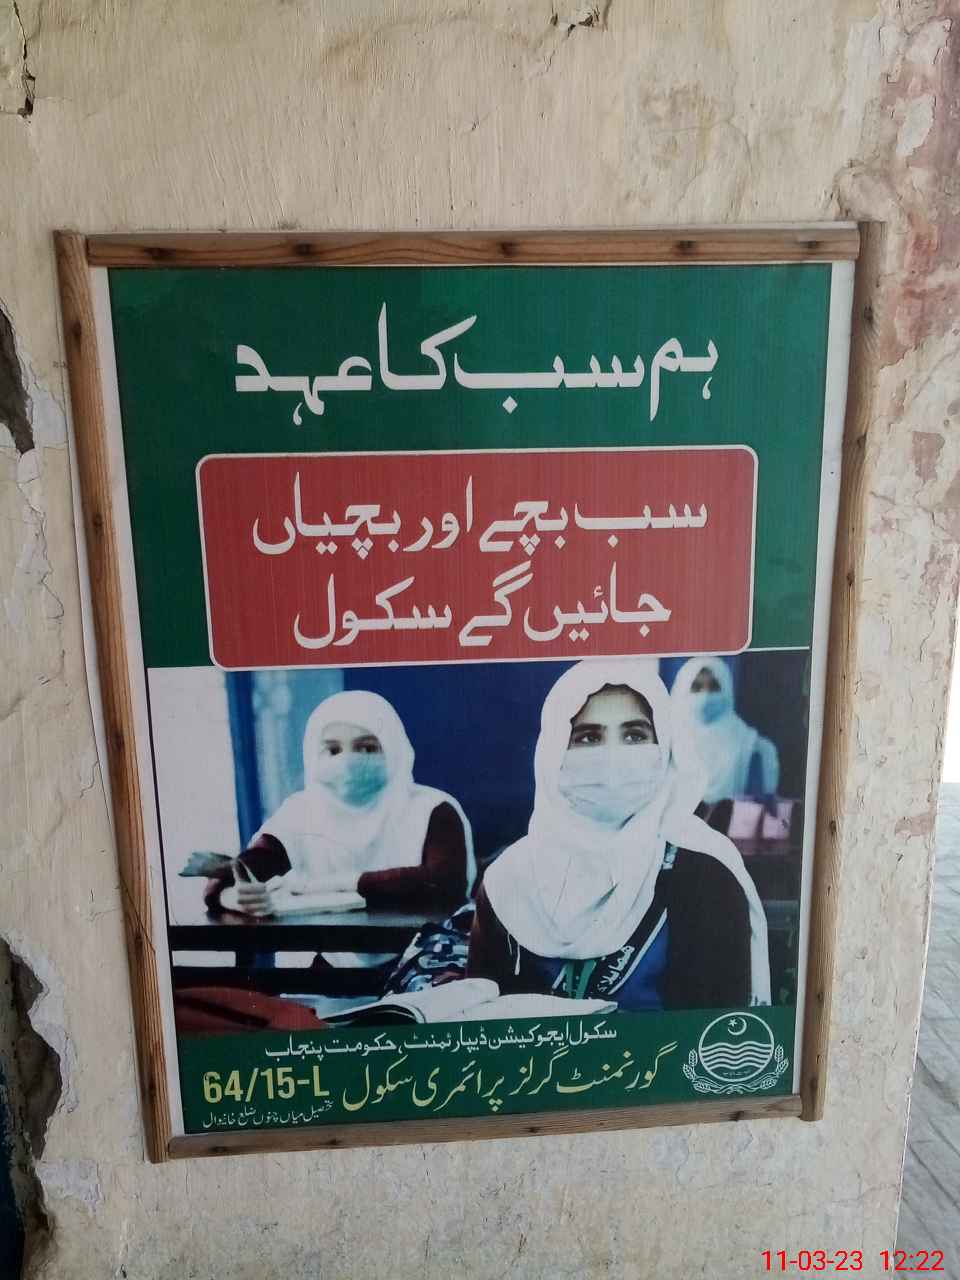 ہم سب کا عہد
سب بچے اور بچیاں
جائیں گے سکول
سکول ایجوکیشن ڈیپارٹمنٹ، حکومت پنجاب
گورنمنٹ گرلز پرائمری سکول 64/15-L
تحصیل میاں چنوں ضلع خانیوال
11-03-23 12:22